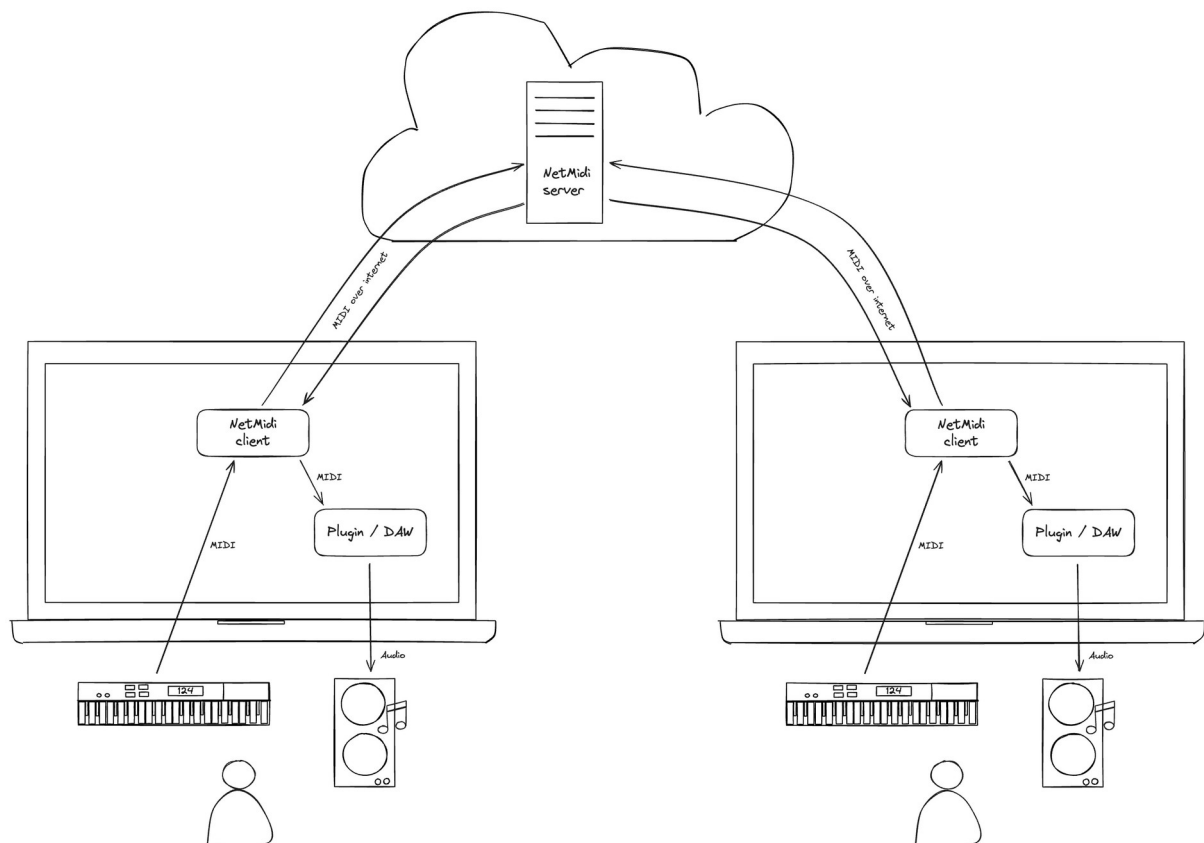 NetMidi
server
MIDI over internet
MIDI over internet
NetMidi
client
MIDI
Plugin / DAW
MIDI
Audio
124
NetMidi
client
MIDI
Plugin / DAW
MIDI
Audio
124